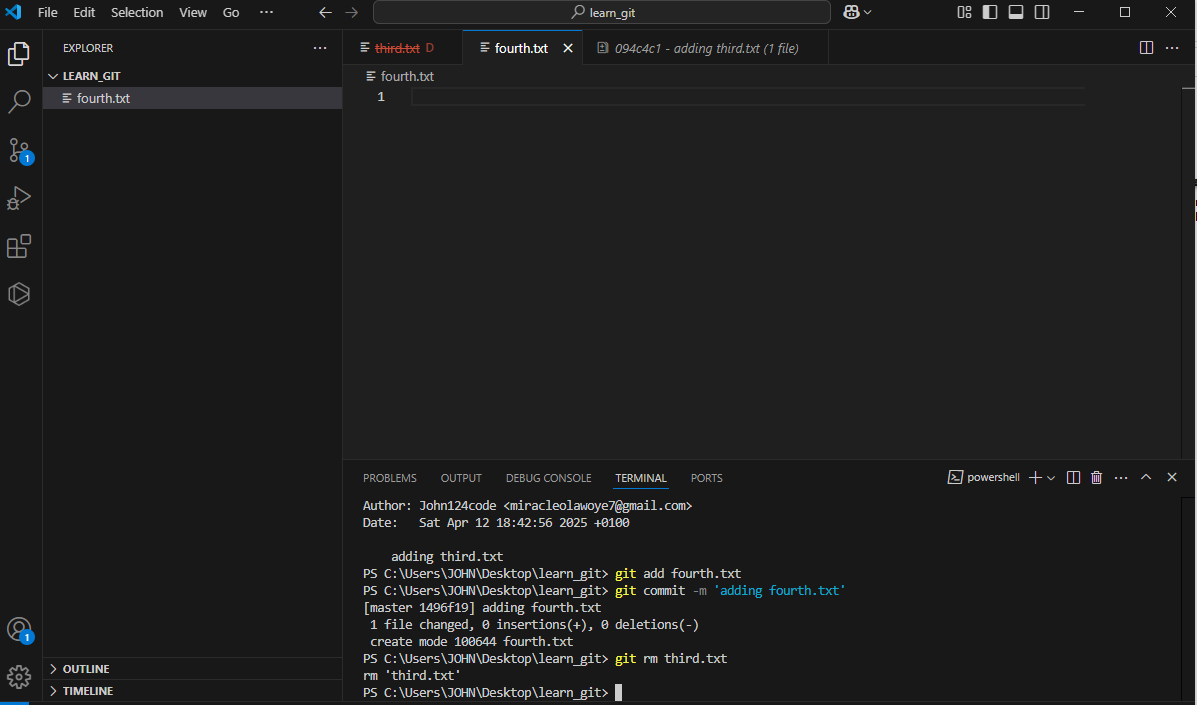 File Edit Selection View Go ··· learn_git
EXPLORER ···
LEARN_GIT
fourth.txt
third.txt D
fourth.txt
094c4c1 - adding third.txt (1 file)
fourth.txt
1
1
1
OUTLINE
TIMELINE
PROBLEMS OUTPUT DEBUG CONSOLE TERMINAL PORTS powershell
Author: John124code <miracleolawoye7@gmail.com>
Date:   Sat Apr 12 18:42:56 2025 +0100
    adding third.txt
PS C:\Users\JOHN\Desktop\learn_git> git add fourth.txt
PS C:\Users\JOHN\Desktop\learn_git> git commit -m 'adding fourth.txt'
[master 1496f19] adding fourth.txt
 1 file changed, 0 insertions(+), 0 deletions(-)
 create mode 100644 fourth.txt
PS C:\Users\JOHN\Desktop\learn_git> git rm third.txt
rm 'third.txt'
PS C:\Users\JOHN\Desktop\learn_git>